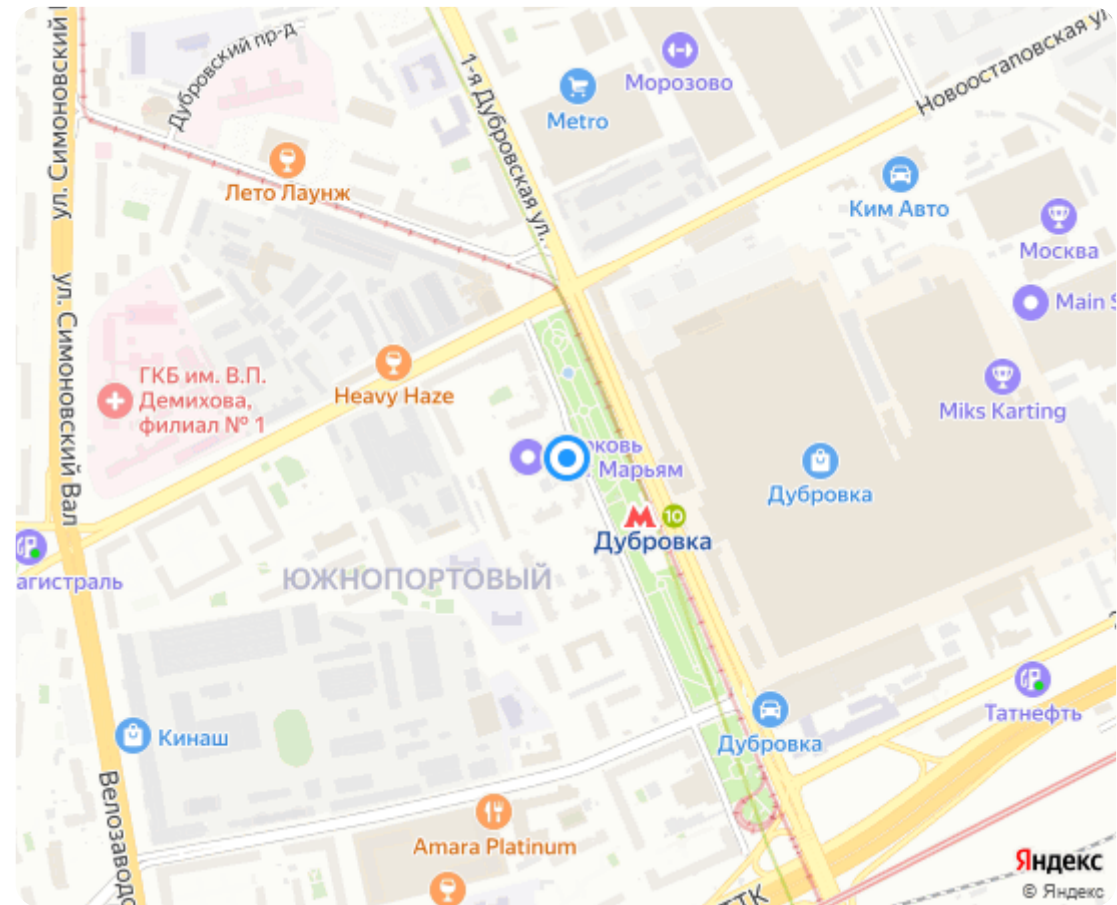 ул. Симоновский
Дубровский пр-д
1-я Дубровская ул.
Морозово
Metro
Новоостаповская ул.
Лето Лаунж
Ким Авто
Москва
Main S
ул. Симоновский Вал
ГКБ им. В.П.
Демихова,
филиал № 1
Heavy Haze
Miks Karting
рковь
Марьям
Дубровка
10
Дубровка
агистраль
ЮЖНОПОРТОВЫЙ
Татнефть
Кинаш
Дубровка
Велозаводс
Amara Platinum
ТТК
Яндекс
© Яндекс